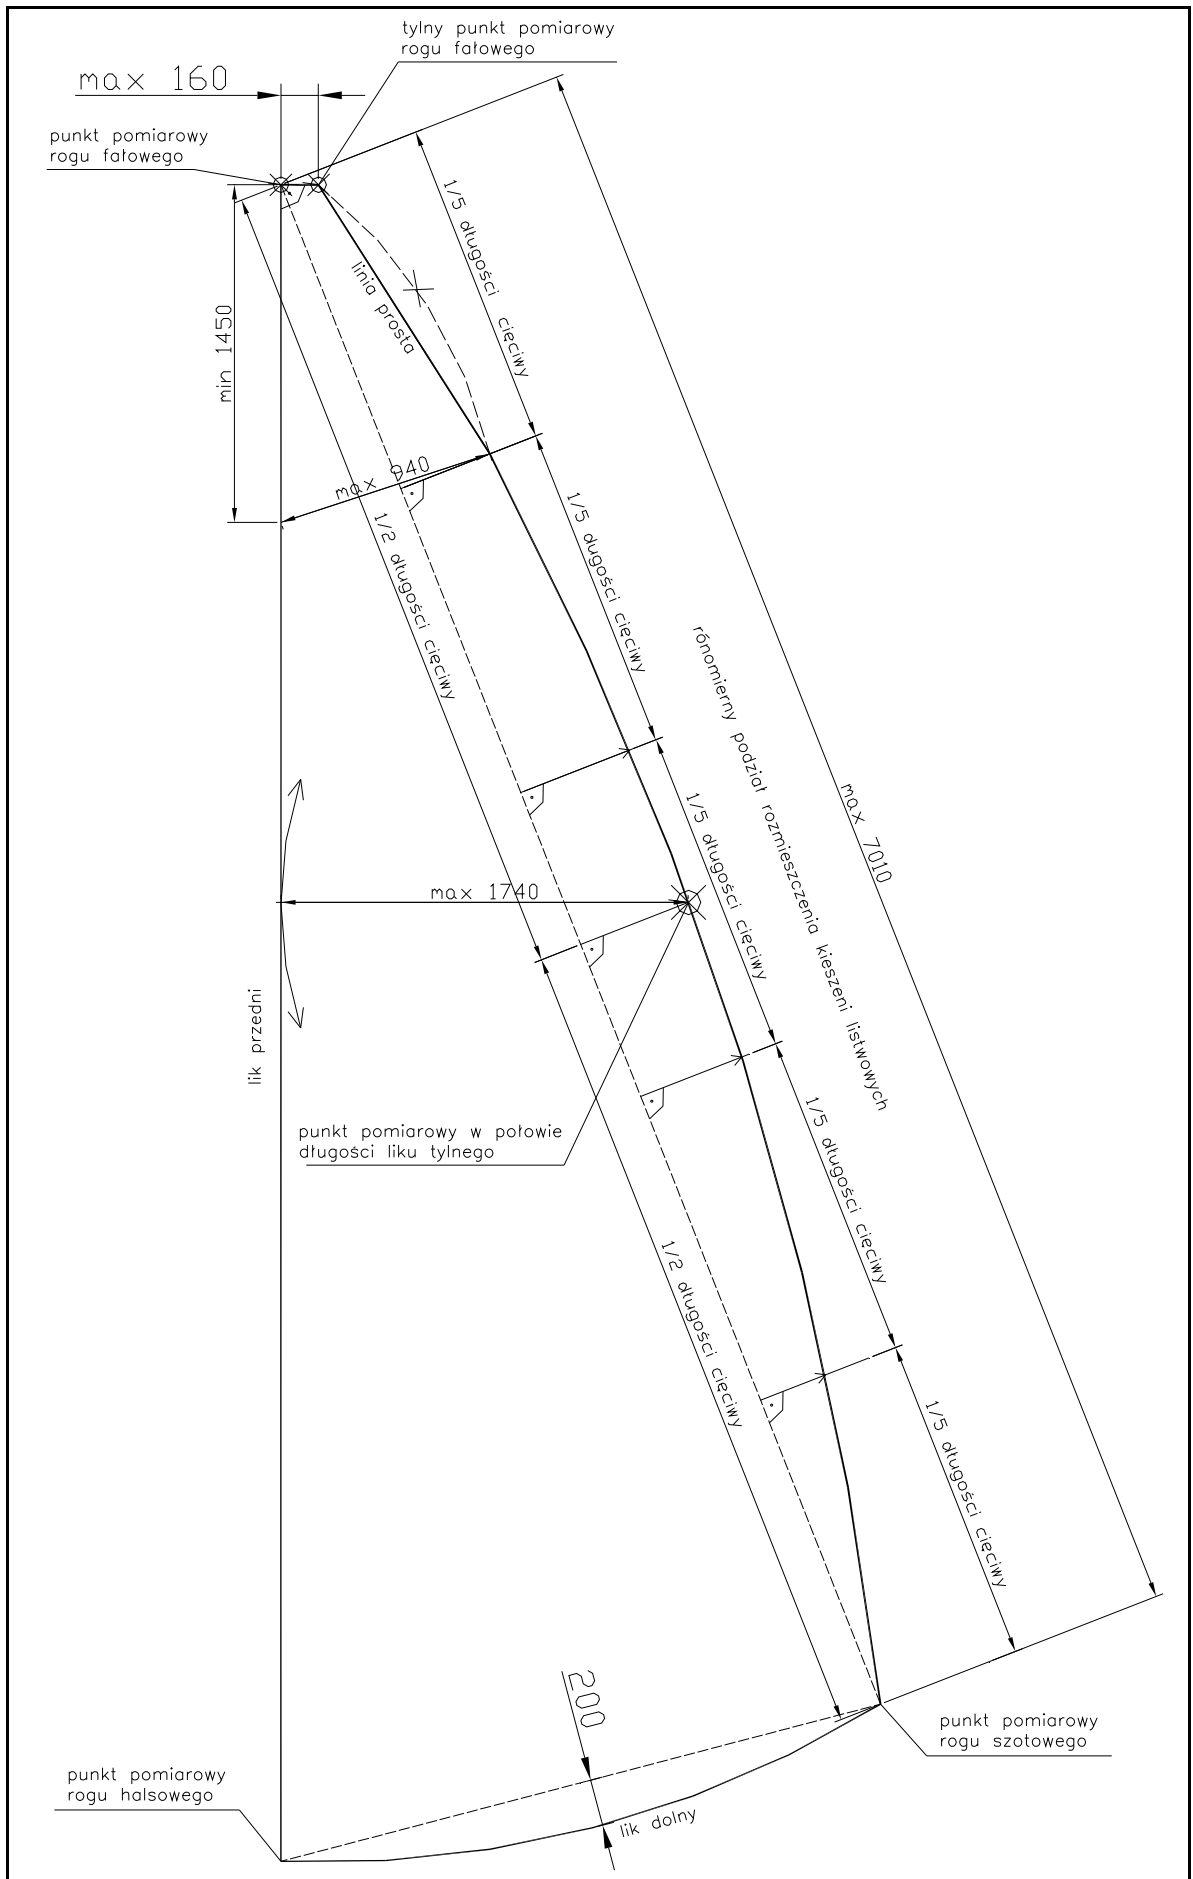 tylny punkt pomiarowy
rogu fałowego
max 160
punkt pomiarowy
rogu fałowego
1/5 długości cięciwy
linia prosta
min 1450
max 940
1/2 długości cięciwy
1/5 dugości cięciwy
rónomierny podział rozmieszczenia kieszeni listwowych
max 7010
1/5 długości cięciwy
max 1740
lik przedni
punkt pomiarowy w połowie
długości liku tylnego
1/5 długości cięciwy
1/2 długości cięciwy
1/5 długości cięciwy
200
punkt pomiarowy
rogu szotowego
punkt pomiarowy
rogu halsowego
lik dolny